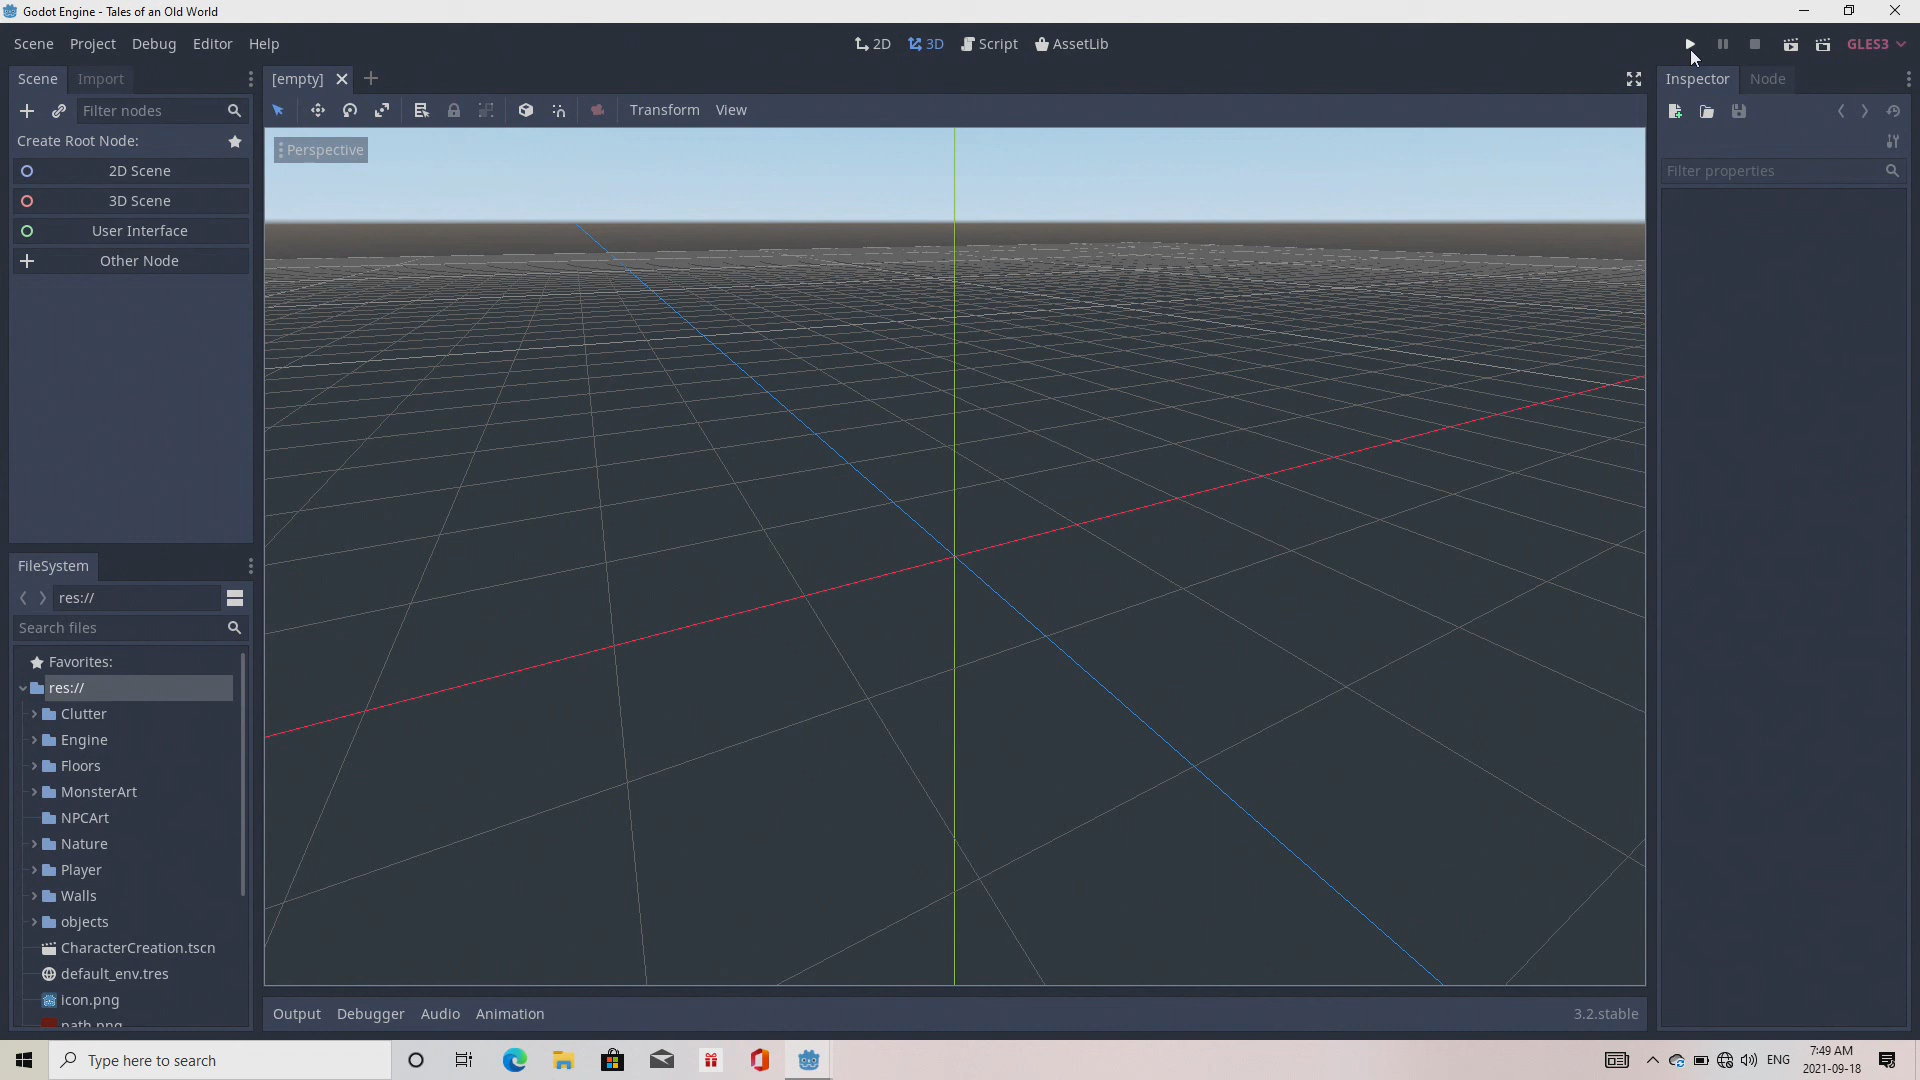 Godot Engine - Tales of an Old World
Scene Project Debug Editor Help
2D 3D Script AssetLib
GLES3
Scene Import
[empty]
Inspector Node
Filter nodes
Transform View
Create Root Node:
2D Scene
3D Scene
User Interface
Other Node
Perspective
Filter properties
FileSystem
res://
Search files
Favorites:
res://
Clutter
Engine
Floors
MonsterArt
NPCArt
Nature
Player
Walls
objects
CharacterCreation.tscn
default_env.tres
icon.png
path.png
Output Debugger Audio Animation
3.2.stable
Type here to search
ENG
7:49 AM
2021-09-18